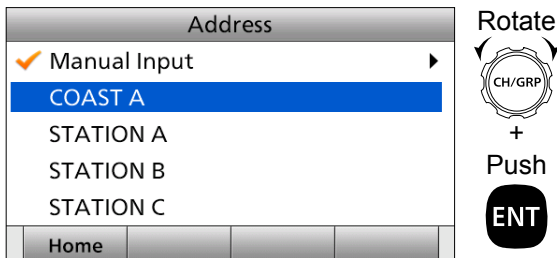 Address
Manual Input
COAST A
STATION A
STATION B
STATION C
Home
Rotate
CH/GRP
+
Push
ENT